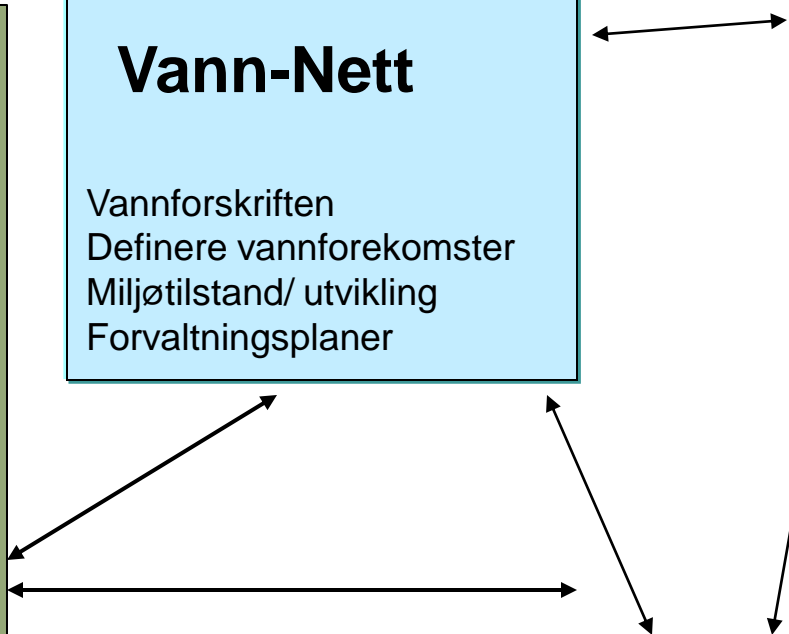 Vann-Nett
Vannforskriften
Definere vannforekomster
Miljøtilstand/ utvikling
Forvaltningsplaner